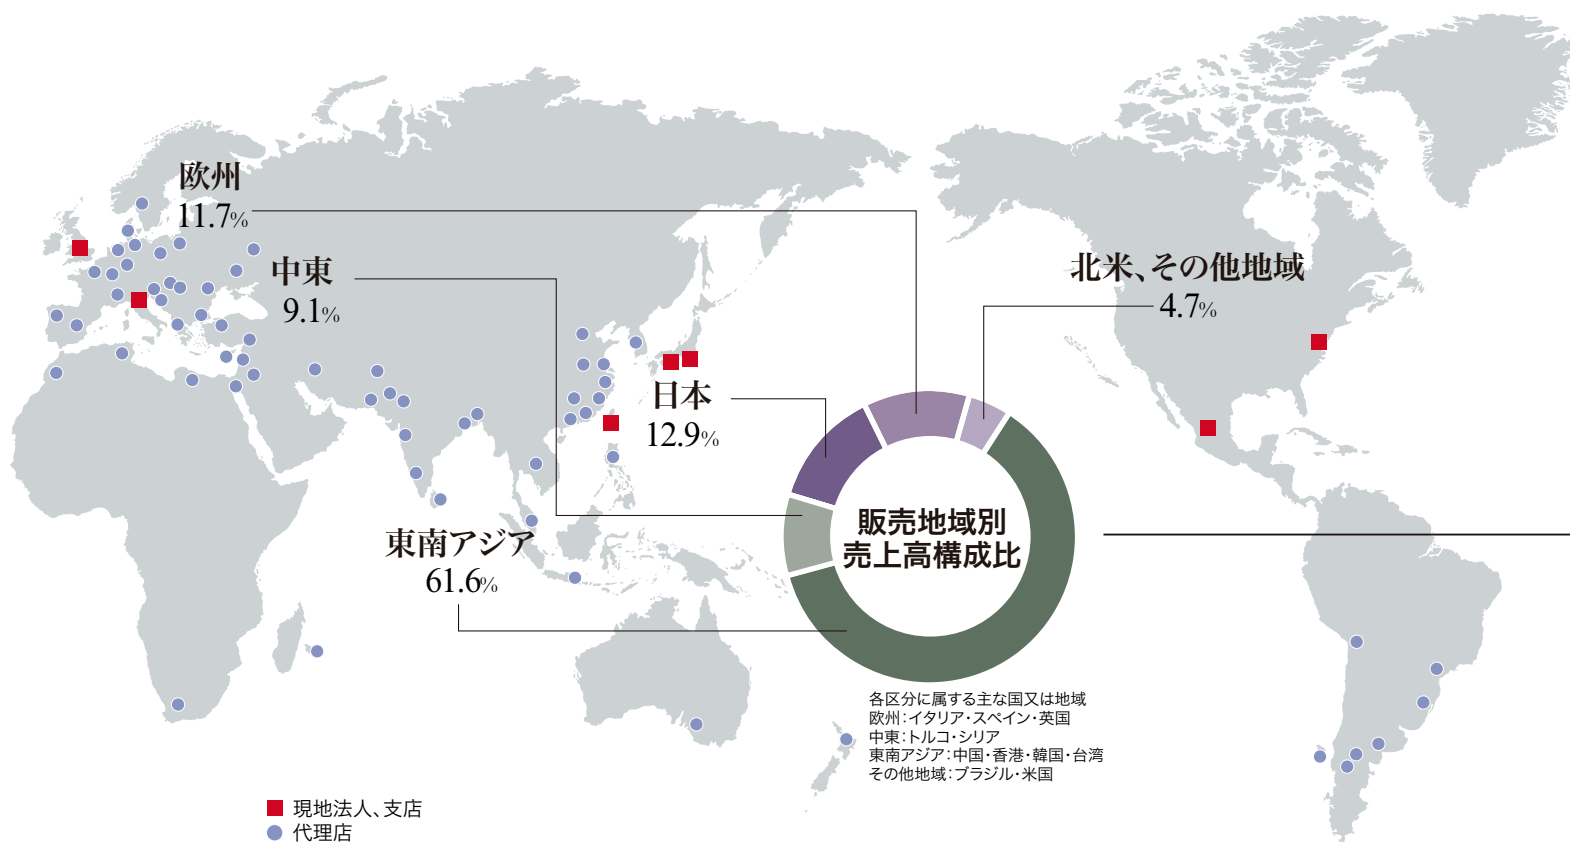 欧州
11.7%
中東
9.1%
北米、その他地域
4.7%
日本
12.9%
東南アジア
61.6%
販売地域別
売上高構成比
各区分に属する主な国又は地域
欧州：イタリア・スペイン・英国
中東：トルコ・シリア
東南アジア：中国・香港・韓国・台湾
その他地域：ブラジル・米国
現地法人、支店
代理店